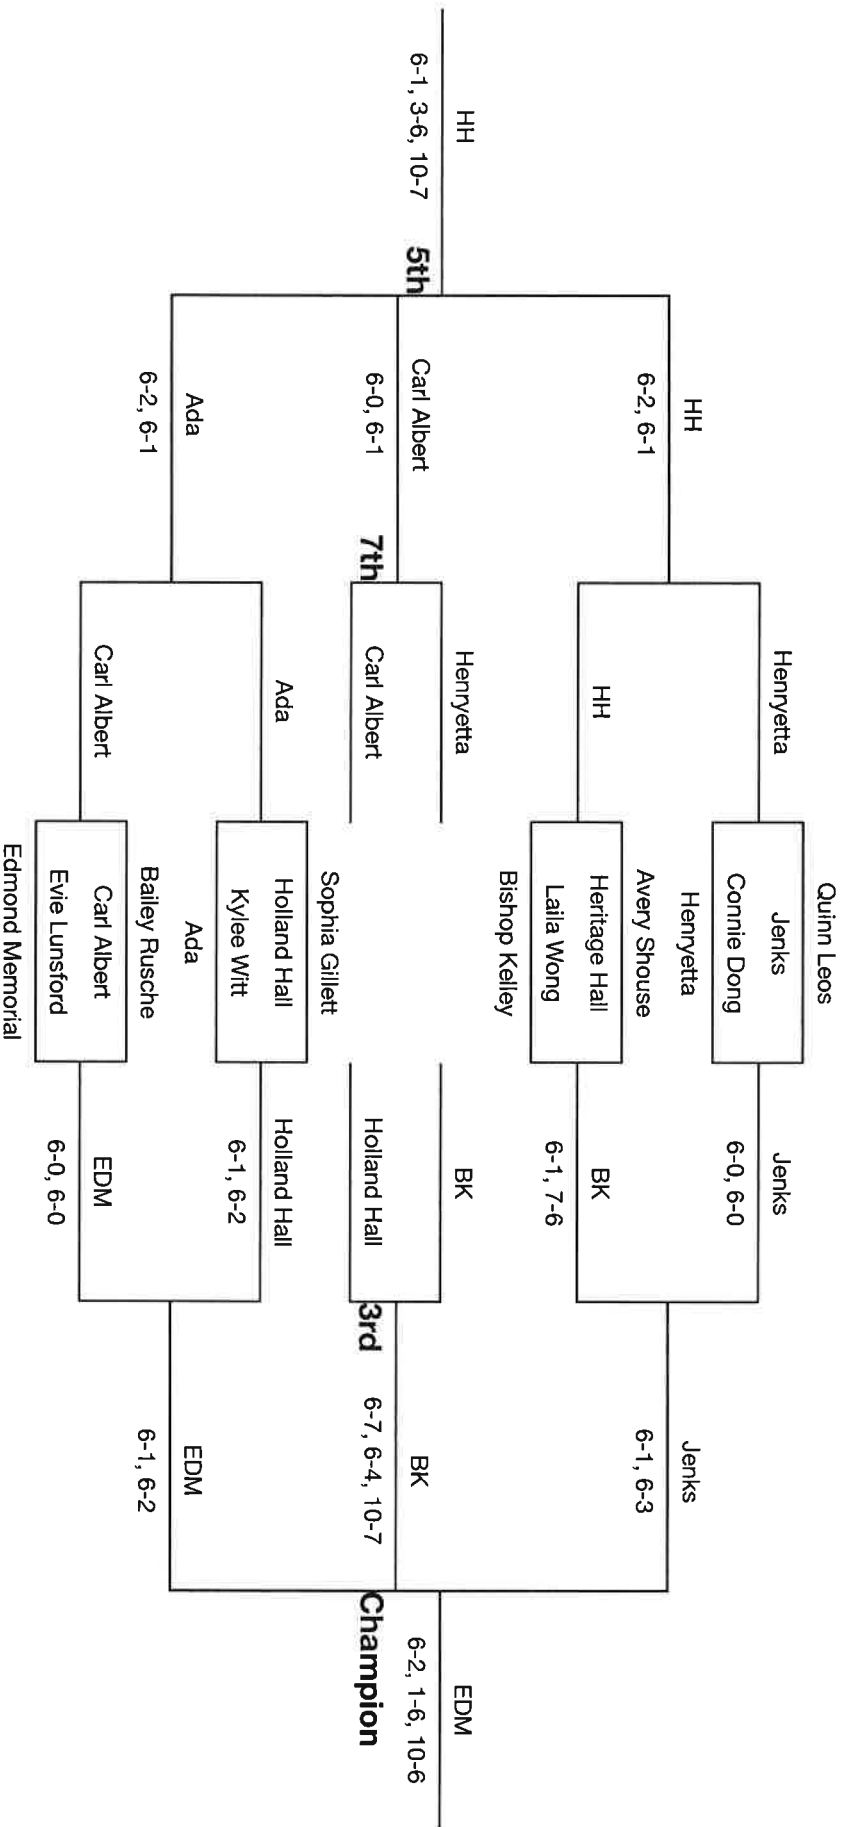 Quinn Leos
Henryetta
Jenks
Jenks
Connie Dong
6-0, 6-0
HH
Henryetta
Jenks
6-2, 6-1
Avery Shouse
6-1, 6-3
HH
Heritage Hall
BK
Laila Wong
6-1, 7-6
Bishop Kelley
HH
Henryetta
BK
EDM
6-1, 3-6, 10-7
5th
Carl Albert
BK
6-2, 1-6, 10-6
6-0, 6-1
7th
Carl Albert
Holland Hall
3rd
6-7, 6-4, 10-7
Champion
Sophia Gillett
Ada
Holland Hall
Holland Hall
Kylee Witt
6-1, 6-2
Ada
Ada
EDM
6-2, 6-1
Bailey Rusche
6-1, 6-2
Carl Albert
Carl Albert
EDM
Evie Lunsford
6-0, 6-0
Edmond Memorial